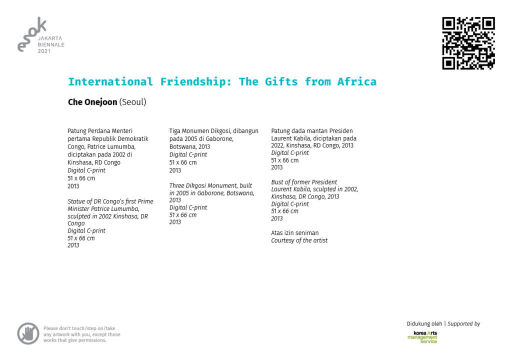 esok
JAKARTA
BIENNALE
2021
International Friendship: The Gifts from Africa
Che Onejoon (Seoul)
Patung Perdana Menteri
pertama Republik Demokratik
Congo, Patrice Lumumba,
diciptakan pada 2002 di
Kinshasa, RD Kongo
Digital C-print
51 x 66 cm
2013
Statue of DR Congo's first Prime
Minister Patrice Lumumba,
sculpted in 2002 Kinshasa, DR
Congo
Digital C-print
51 x 66 cm
2013
Tiga Monumen Dikgosi, dibangun
pada 2005 di Gaborone,
Botswana, 2013
Digital C-print
51 x 66 cm
2013
Three Dikgosi Monument, built
in 2005 in Gaborone, Botswana,
2013
Digital C-print
51 x 66 cm
2013
Patung dada mantan Presiden
Laurent Kabila, diciptakan pada
2022, Kinshasa, RD Congo, 2013
Digital C-print
51 x 66 cm
2013
Bust of former President
Laurent Kabila, sculpted in 2002,
Kinshasa, DR Congo, 2013
Digital C-print
51 x 66 cm
2013
Atas izin seniman
Courtesy of the artist
Please don't touch/step on/take
any artwork with you, except those
works that give permissions.
Didukung oleh | Supported by
korea arts
management
service